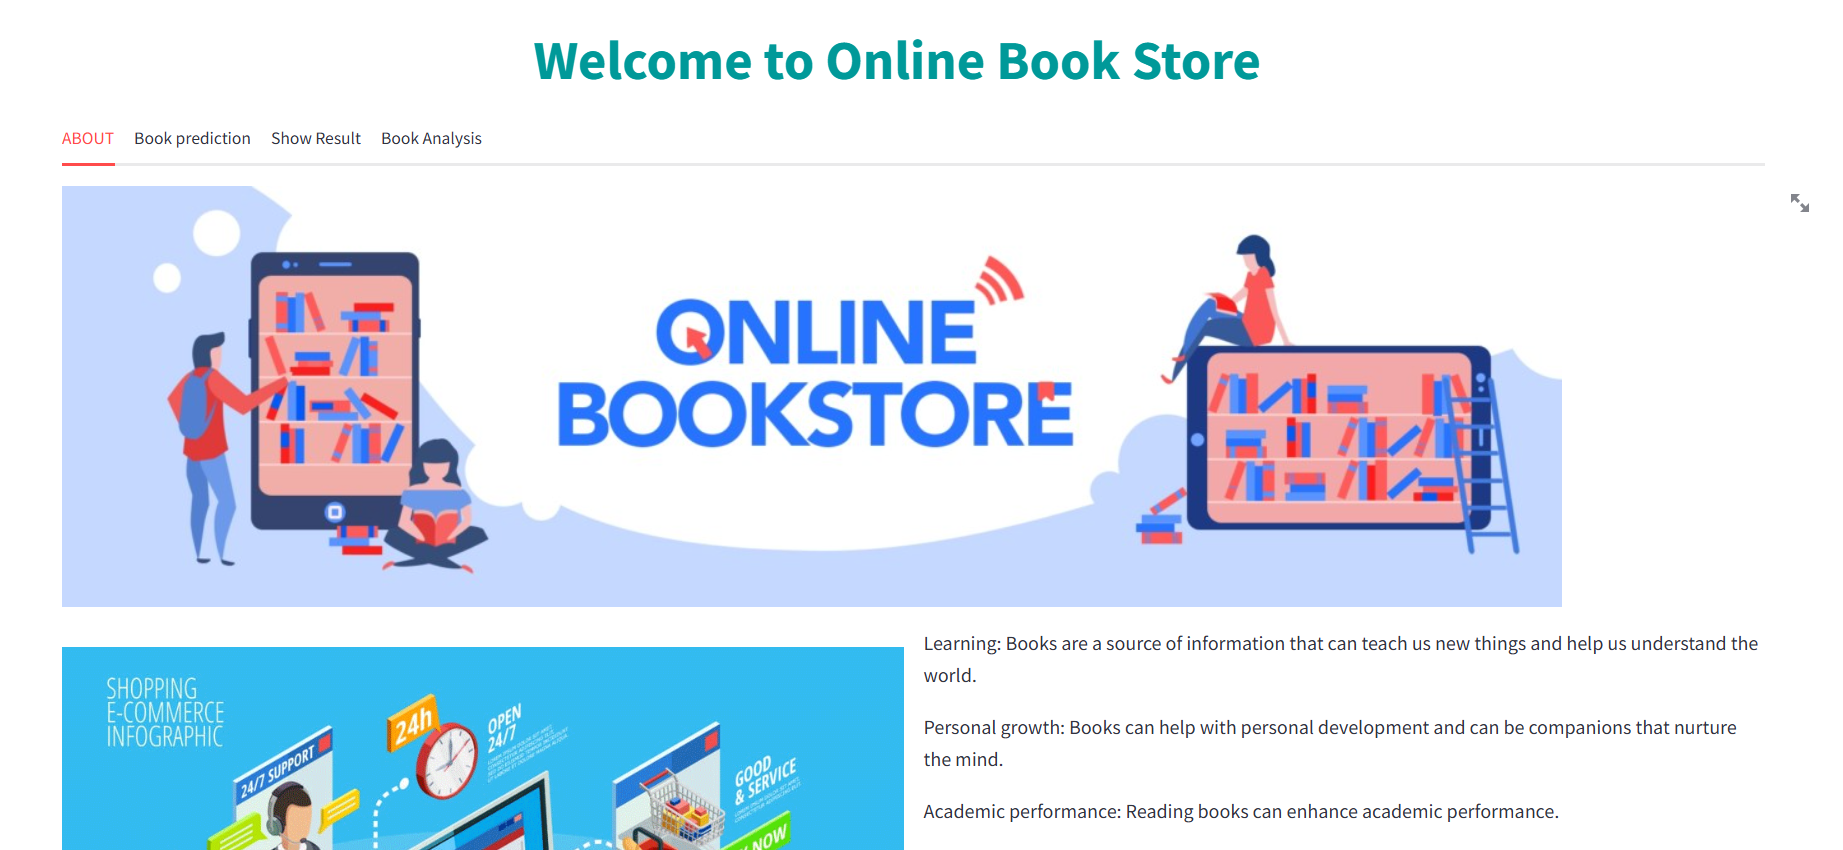 Welcome to Online Book Store
ABOUT Book prediction Show Result Book Analysis
ONLINE
BOOKSTORE
Learning: Books are a source of information that can teach us new things and help us understand the
world.
Personal growth: Books can help with personal development and can be companions that nurture
the mind.
Academic performance: Reading books can enhance academic performance.
SHOPPING
E-COMMERCE
INFOGRAPHIC
24h
OPEN
24/7
24/7 SUPPORT
GOOD
& SERVICE
NOW